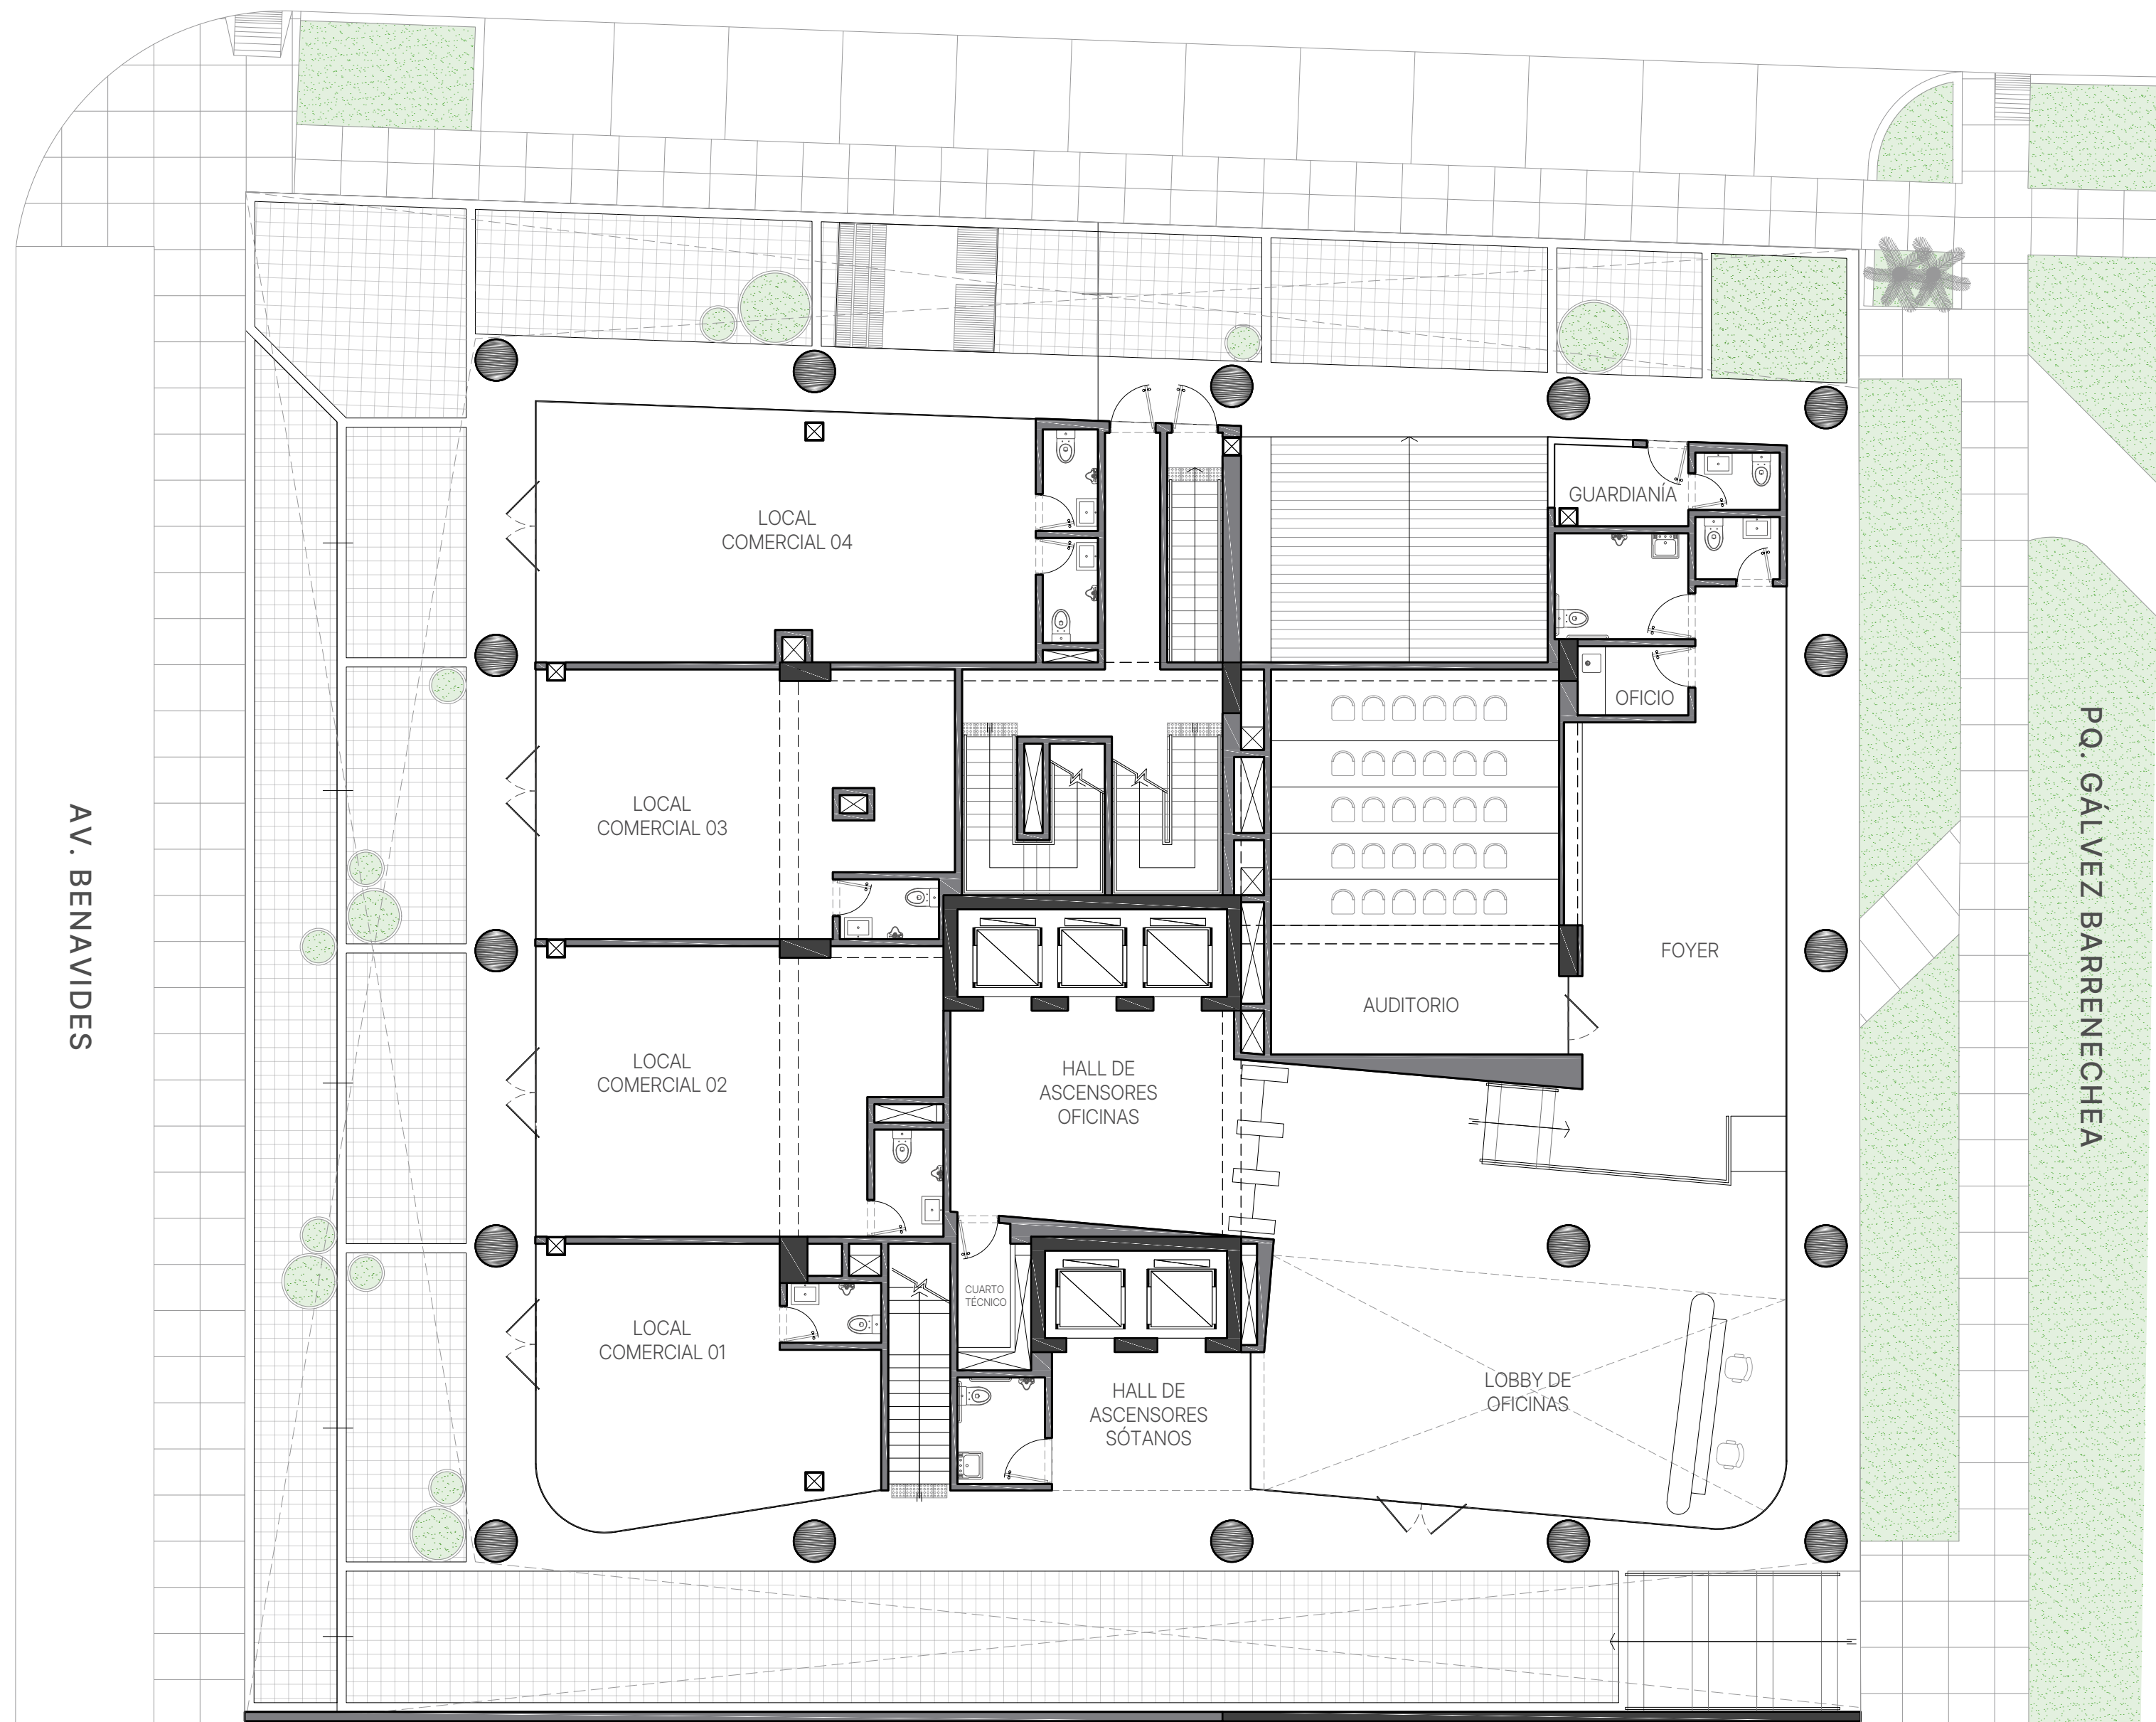 LOCAL
COMERCIAL 04
GUARDIANÍA
OFICIO
LOCAL
COMERCIAL 03
AV. BENAVIDES
PQ. GÁLVEZ BARRENECHEA
FOYER
AUDITORIO
LOCAL
COMERCIAL 02
HALL DE
ASCENSORES
OFICINAS
CUARTO
TÉCNICO
LOCAL
COMERCIAL 01
HALL DE
ASCENSORES
SÓTANOS
LOBBY DE
OFICINAS